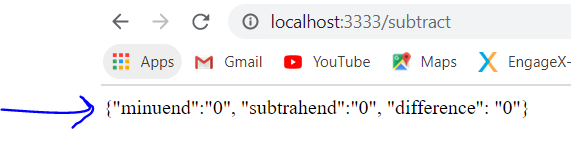 localhost:3333/subtract
Apps Gmail YouTube Maps EngageX-
{"minuend":"0", "subtrahend":"0", "difference": "0"}